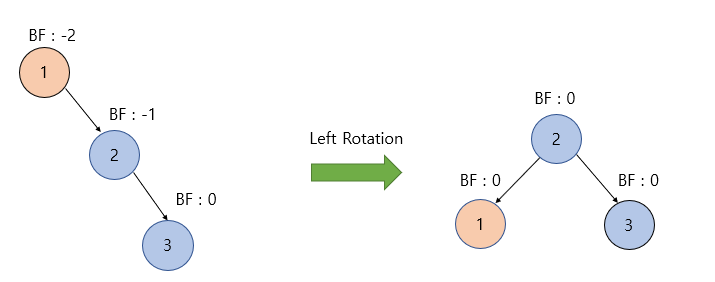 BF : -2
1
BF : -1
2
BF : 0
3
Left Rotation
BF : 0
2
BF : 0
1
BF : 0
3